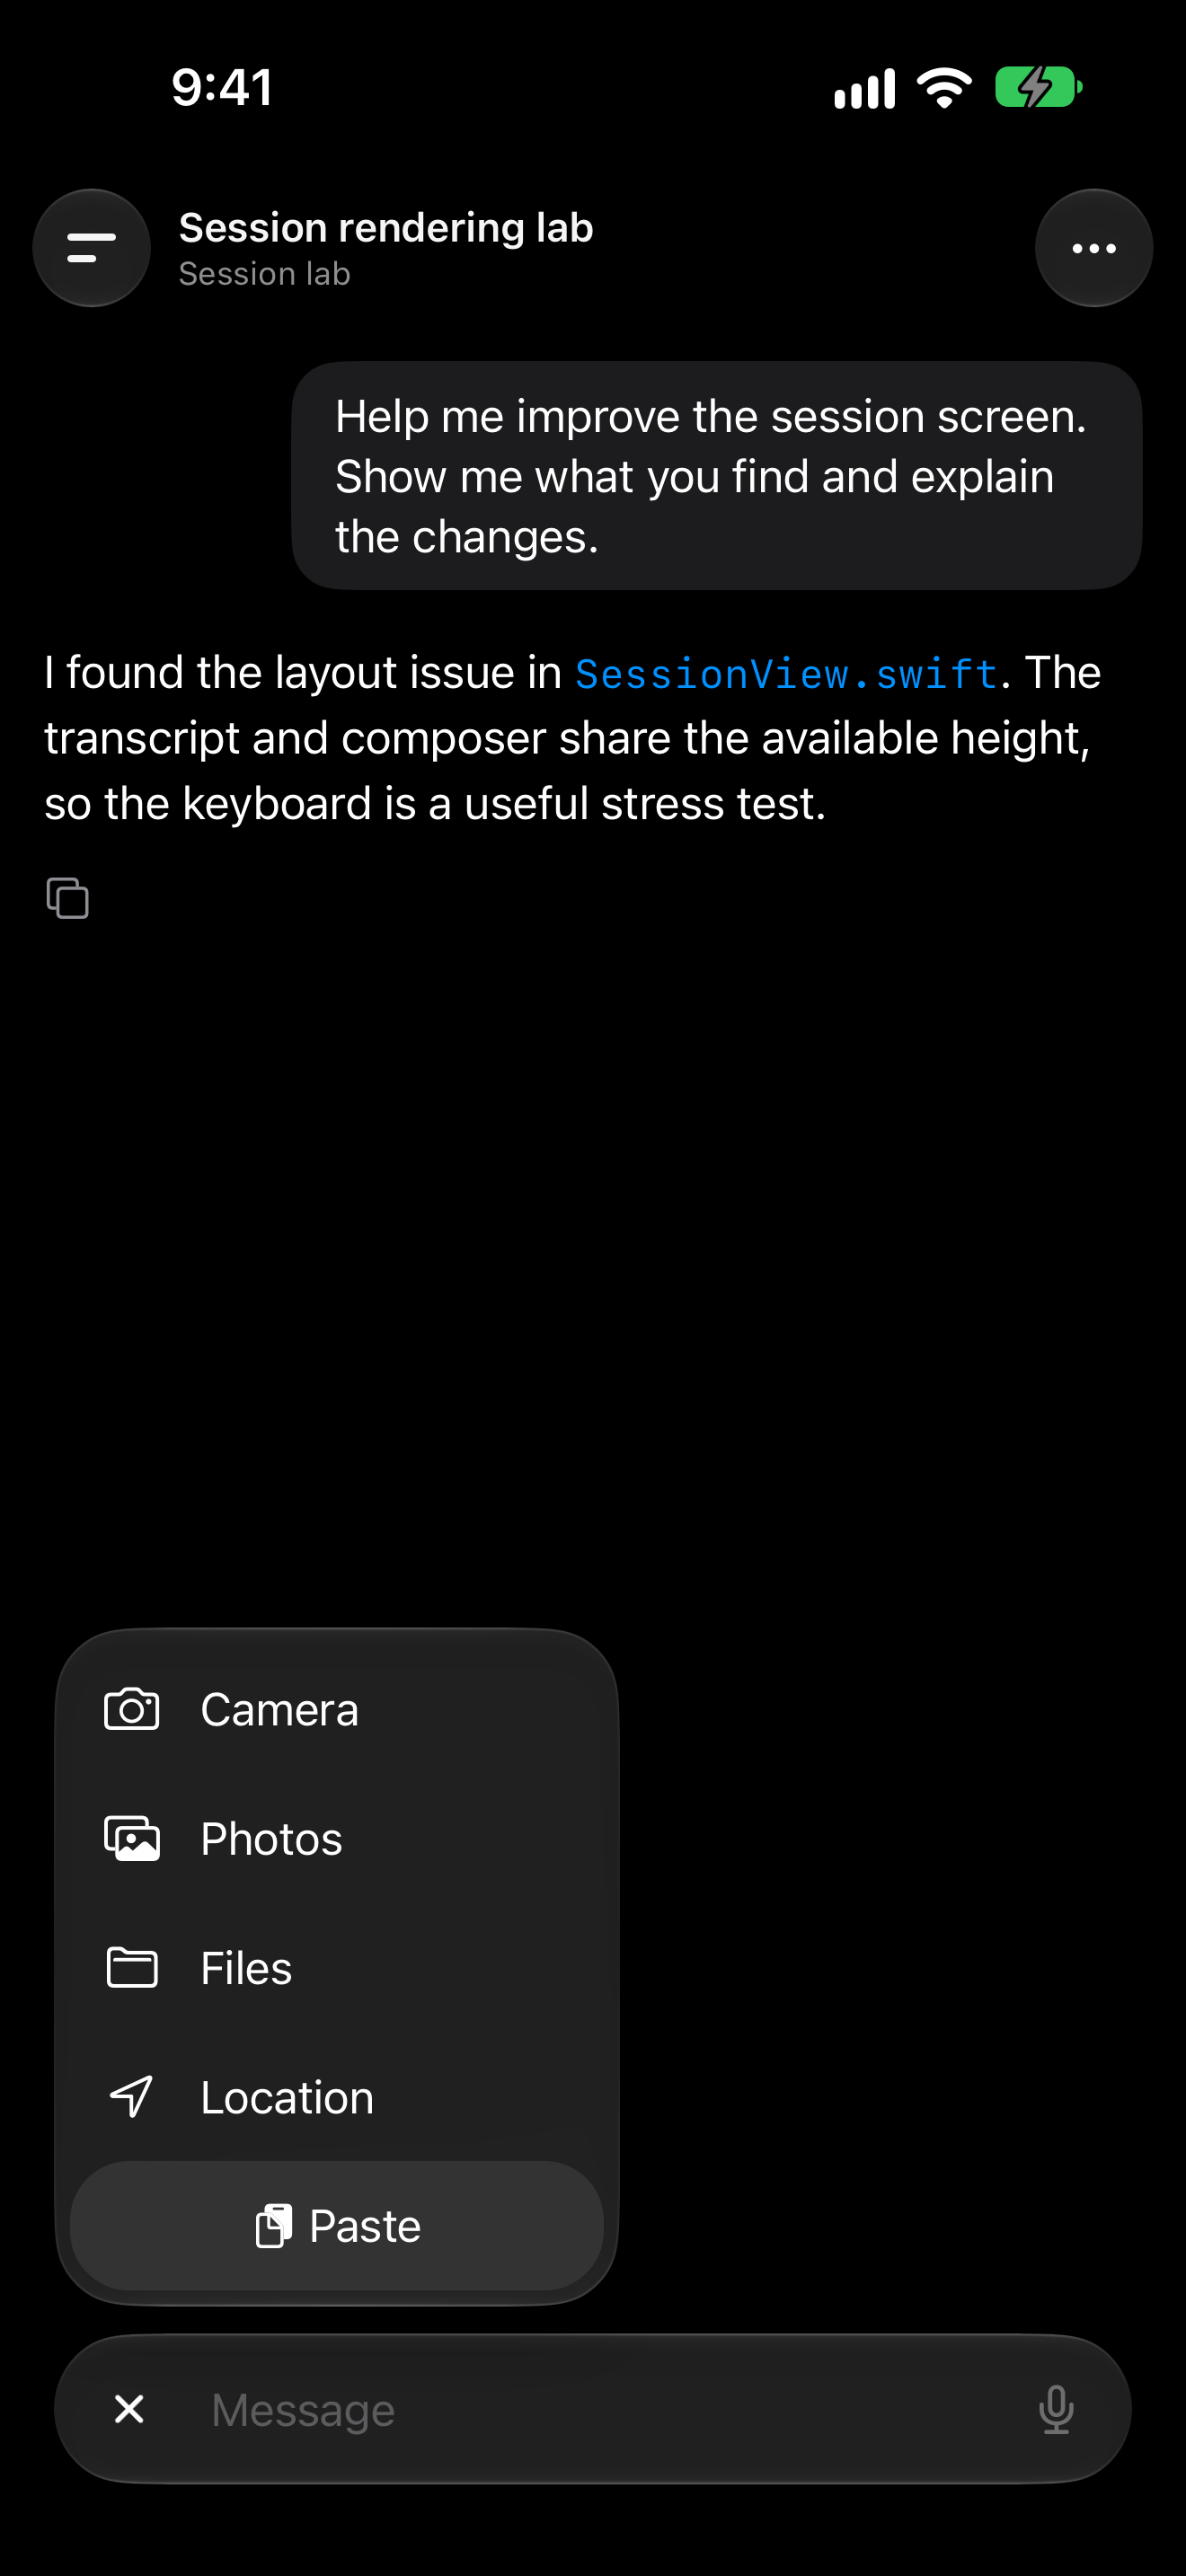 9:41
Session rendering lab
Session lab
Help me improve the session screen.
Show me what you find and explain
the changes.
I found the layout issue in SessionView.swift. The
transcript and composer share the available height,
so the keyboard is a useful stress test.
Camera
Photos
Files
Location
Paste
Message